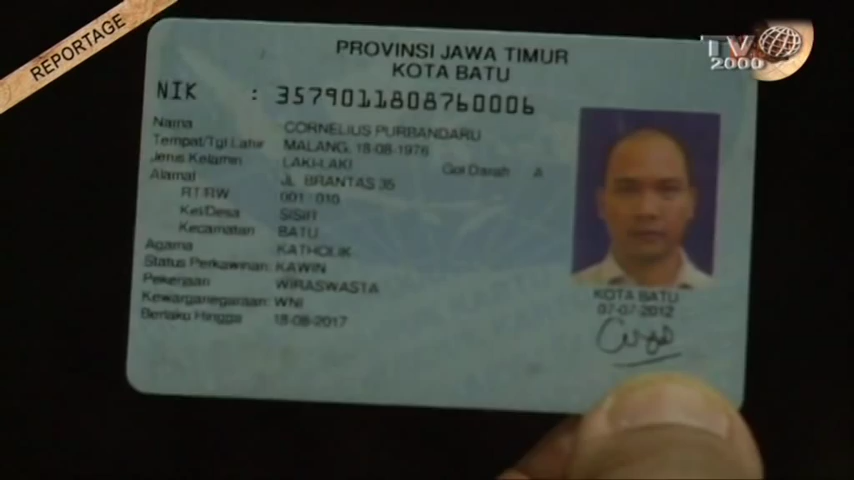 REPORTAGE
TV 2000
PROVINSI JAWA TIMUR
KOTA BATU
NIK : 3579011808760006
Nama CORNELIUS PURBANDARU
Tempat/Tgl Lahir MALANG, 18-08-1976
Jenis Kelamin LAKI-LAKI Gol Darah A
Alamat JL BRANTAS 35
RT/RW 001 010
Kel/Desa SISIR
Kecamatan BATU
Agama KATHOLIK
Status Perkawinan: KAWIN
Pekerjaan WIRASWASTA
Kewarganegaraan: WNI
Berlaku Hingga 18-08-2017
KOTA BATU
07-07-2012